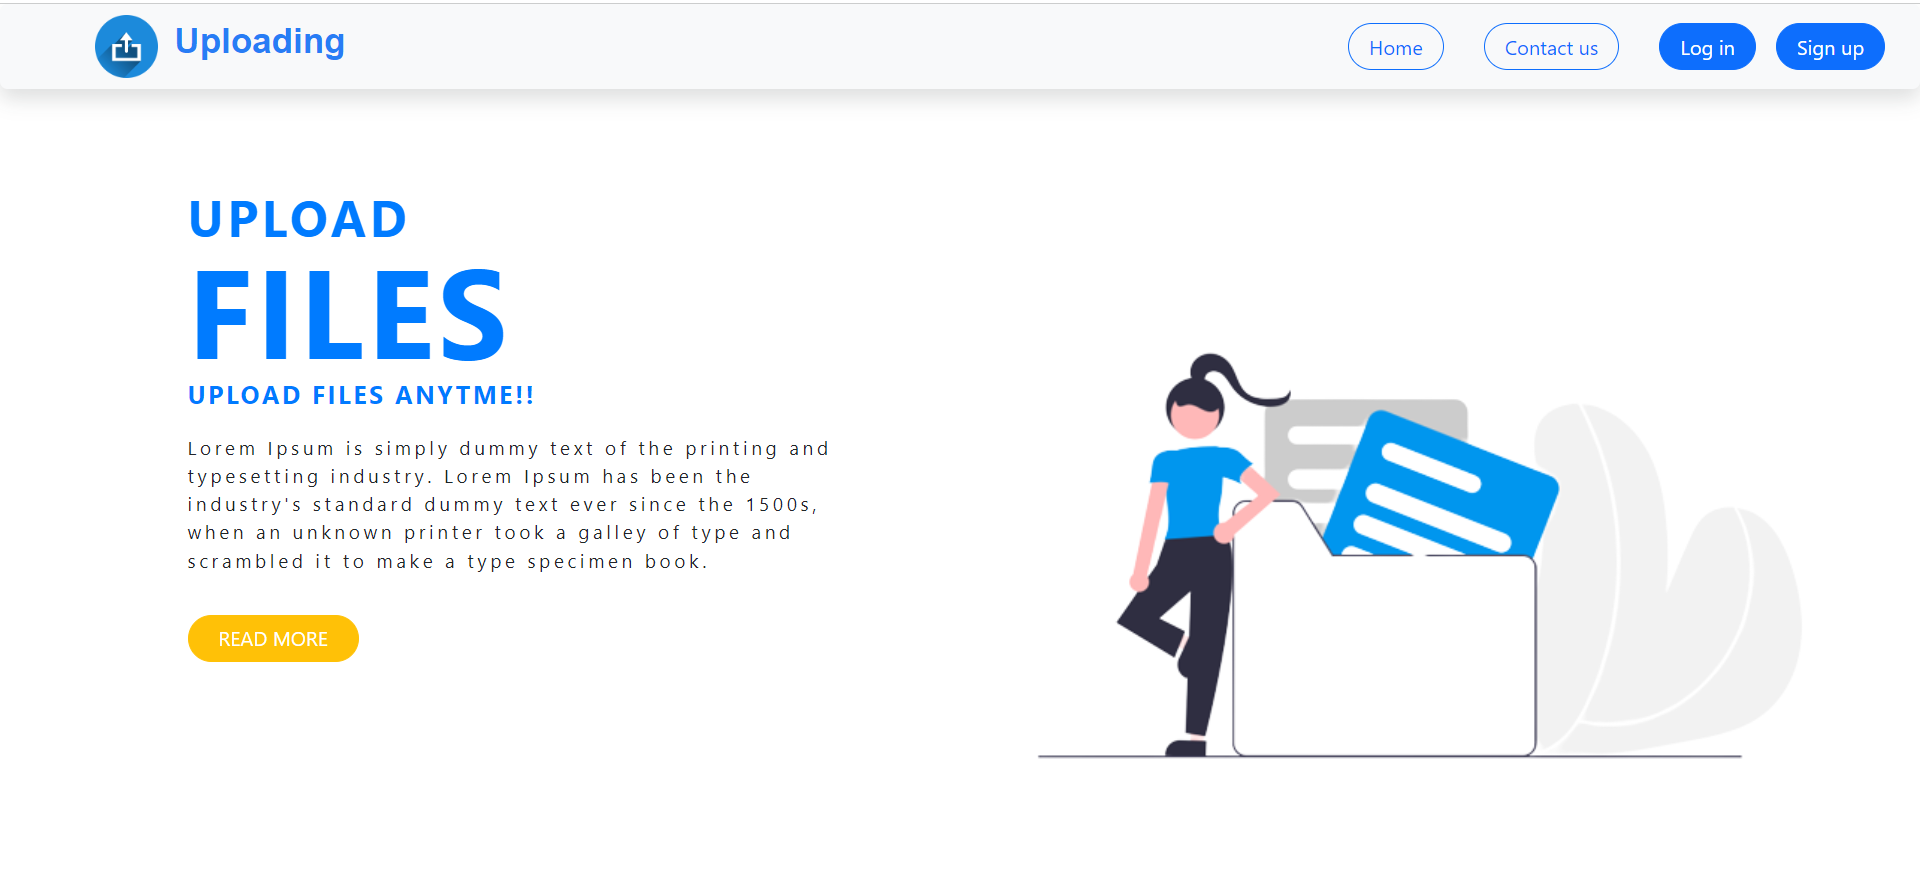 Uploading
Home
Contact us
Log in
Sign up
UPLOAD
FILES
UPLOAD FILES ANYTME!!
Lorem Ipsum is simply dummy text of the printing and
typesetting industry. Lorem Ipsum has been the
industry's standard dummy text ever since the 1500s,
when an unknown printer took a galley of type and
scrambled it to make a type specimen book.
READ MORE